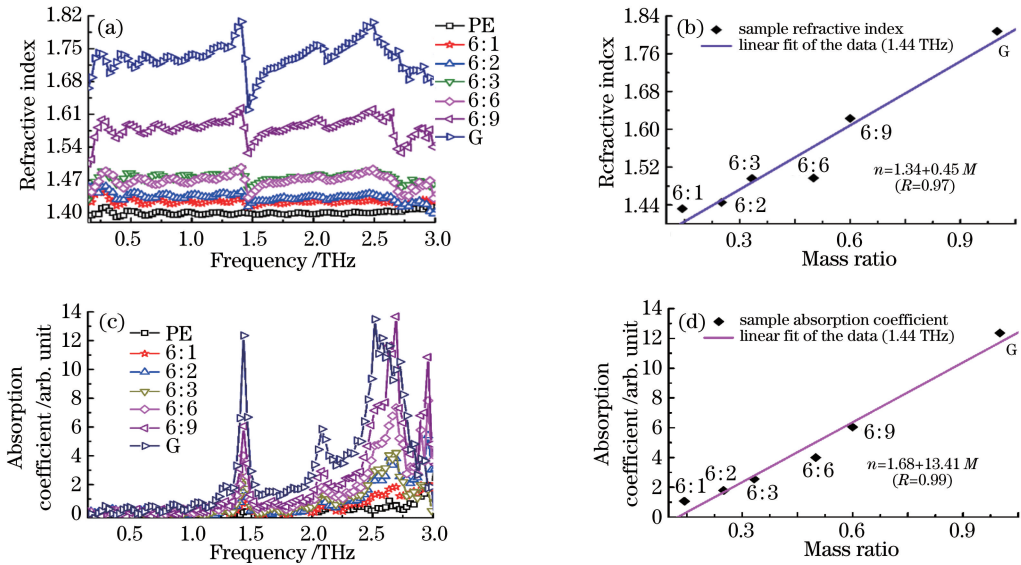 (a)
Refractive index
1.82
1.75
1.68
1.61
1.54
1.47
1.40
PE
6:1
6:2
6:3
6:6
6:9
G
0.5 1.0 1.5 2.0 2.5 3.0
Frequency /THz
(b)
sample refractive index
linear fit of the data (1.44 THz)
Rcfractive indcx
1.84
1.76
1.68
1.60
1.52
1.44
6:1
6:2
6:3
6:6
6:9
G
n=1.34+0.45 M
(R=0.97)
0.3 0.6 0.9
Mass ratio
(c)
Absorption
coefficient /arb. unit
14
12
10
8
6
4
2
0
PE
6:1
6:2
6:3
6:6
6:9
G
0.5 1.0 1.5 2.0 2.5 3.0
Frequency /THz
(d)
sample absorption coefficient
linear fit of the data (1.44 THz)
Absorption
coefficient /arb. unit
14
12
10
8
6
4
2
0
6:1
6:2
6:3
6:6
6:9
G
n=1.68+13.41 M
(R=0.99)
0.3 0.6 0.9
Mass ratio